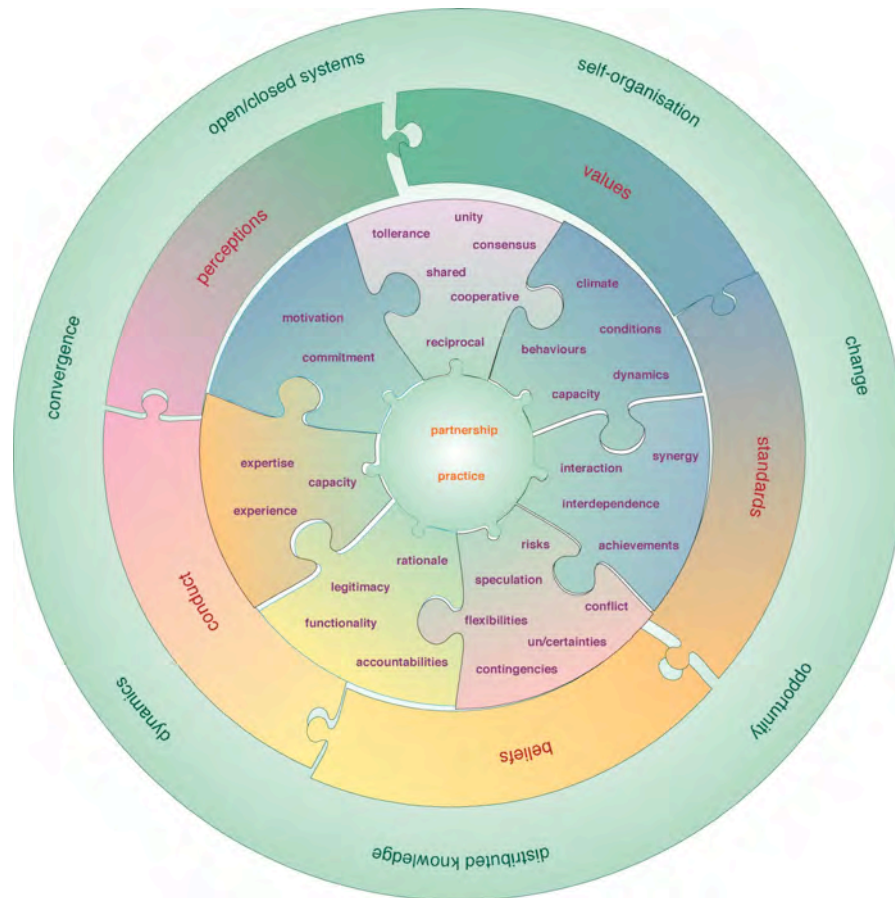 open/closed systems
self-organisation
change
opportunity
distributed knowledge
dynamics
convergence
perceptions
values
standards
beliefs
conduct
unity
tollerance
consensus
shared
cooperative
reciprocal
climate
conditions
behaviours
dynamics
capacity
synergy
interaction
interdependence
achievements
risks
speculation
conflict
flexibilities
un/certainties
contingencies
rationale
legitimacy
functionality
accountabilities
expertise
capacity
experience
motivation
commitment
partnership
practice